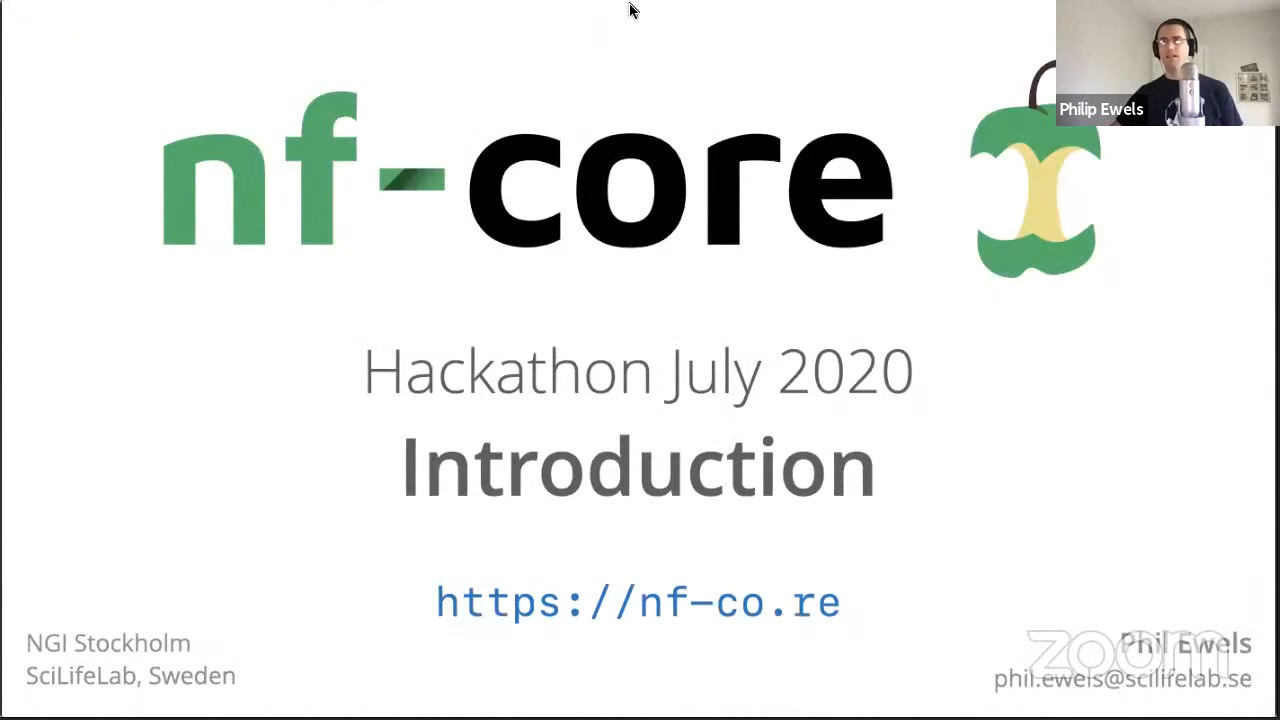 Philip Ewels
nf-core
Hackathon July 2020
Introduction
https://nf-co.re
NGI Stockholm
SciLifeLab, Sweden
zoom
Phil Ewels
phil.ewels@scilifelab.se